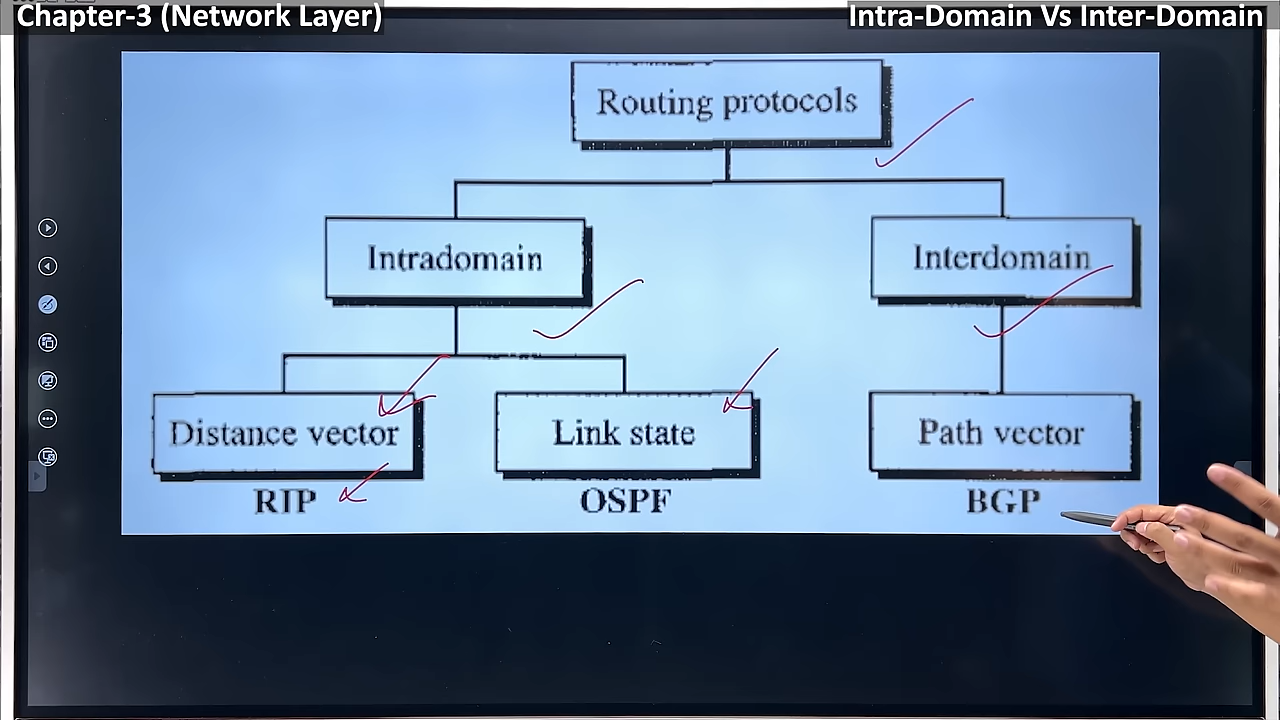 Chapter-3 (Network Layer)
Intra-Domain Vs Inter-Domain
Routing protocols
Intradomain
Interdomain
Distance vector
Link state
Path vector
RIP
OSPF
BGP